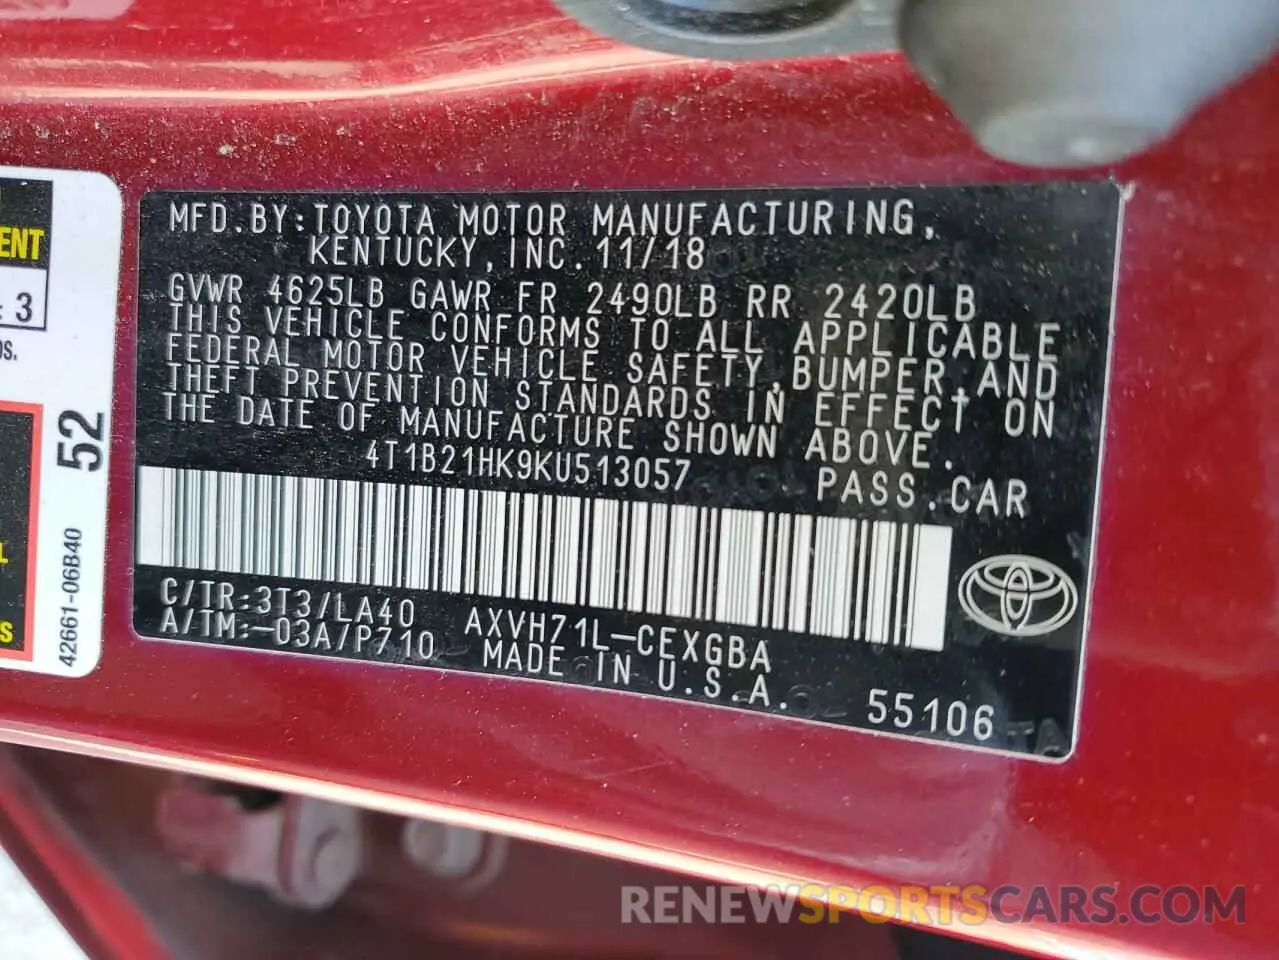 MFD.BY:TOYOTA MOTOR MANUFACTURING,
KENTUCKY, INC. 11/18
GVWR 4625LB GAWR FR 2490LB RR 2420LB
THIS VEHICLE CONFORMS TO ALL APPLICABLE
FEDERAL MOTOR VEHICLE SAFETY, BUMPER, AND
THEFT PREVENTION STANDARDS IN EFFECT ON
THE DATE OF MANUFACTURE SHOWN ABOVE.
4T1B21HK9KU513057
PASS.CAR
C/TR:3T3/LA40
A/TM:-03A/P710
AXVH71L-CEXGBA
MADE IN U.S.A.
55106
ENT
: 3
52
42661-06B40
RENEWSPORTSCARS.COM